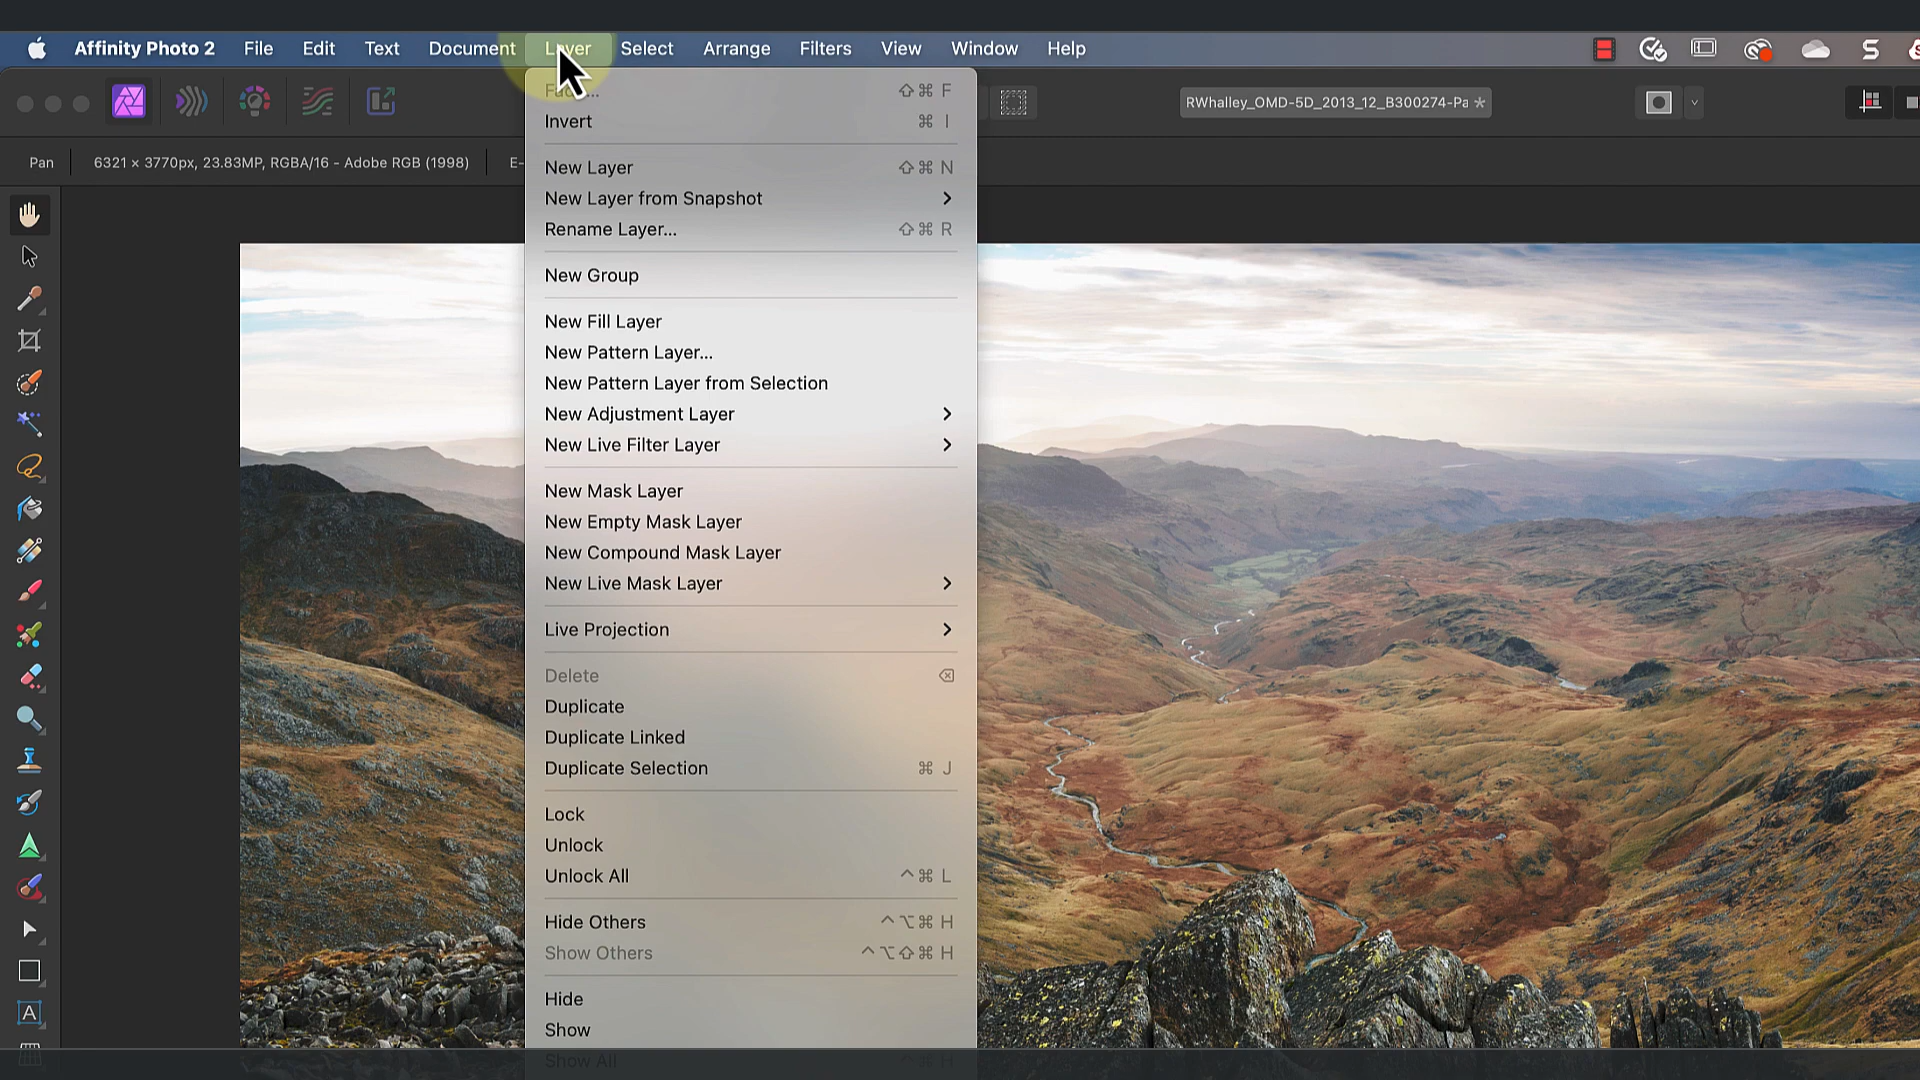 Affinity Photo 2 File Edit Text Document Layer Select Arrange Filters View Window Help
RWhalley_OMD-5D_2013_12_B300274-Pa *
Pan 6321 × 3770px, 23.83MP, RGBA/16 - Adobe RGB (1998) E-
⇧⌘ F
Invert ⌘ I
New Layer ⇧⌘ N
New Layer from Snapshot
Rename Layer... ⇧⌘ R
New Group
New Fill Layer
New Pattern Layer...
New Pattern Layer from Selection
New Adjustment Layer
New Live Filter Layer
New Mask Layer
New Empty Mask Layer
New Compound Mask Layer
New Live Mask Layer
Live Projection
Delete
Duplicate
Duplicate Linked
Duplicate Selection ⌘ J
Lock
Unlock
Unlock All ^⌘ L
Hide Others ^⌥⌘ H
Show Others ^⌥⇧⌘ H
Hide
Show
Show All ^⌘ H